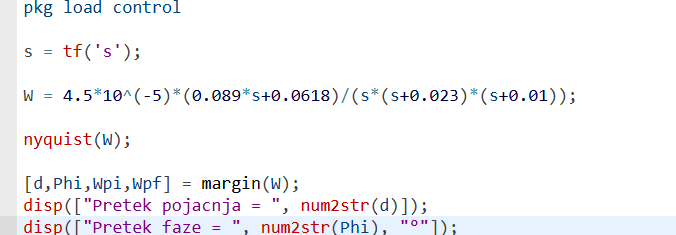 pkg load control
s = tf('s');
W = 4.5*10^(-5)*(0.089*s+0.0618)/(s*(s+0.023)*(s+0.01));
nyquist(W);
[d,Phi,Wpi,Wpf] = margin(W);
disp(["Pretek pojacnja = ", num2str(d)]);
disp(["Pretek faze = ", num2str(Phi), "°"]);